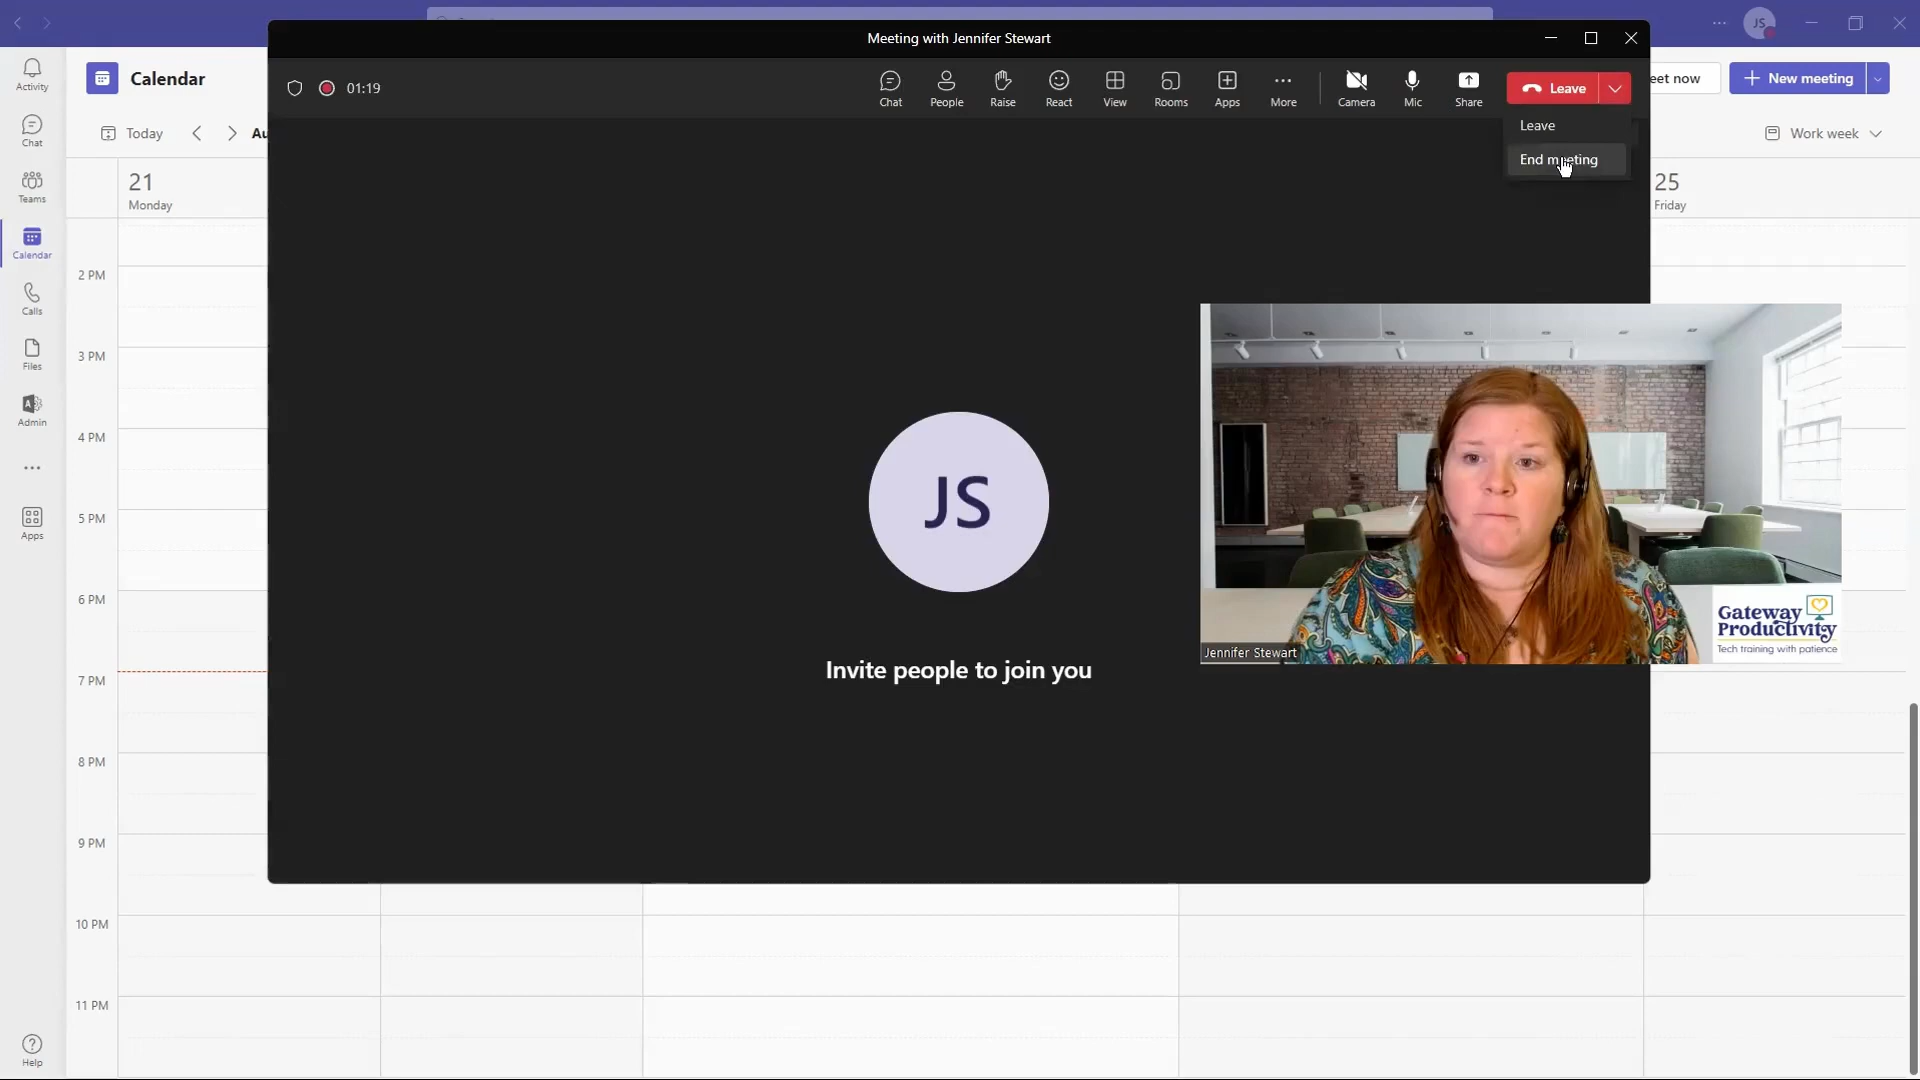 JS
Meeting with Jennifer Stewart
Activity
Chat
Teams
Calendar
Calls
Files
Admin
Apps
Help
Calendar
eet now
New meeting
Today
Au
Work week
01:19
Chat
People
Raise
React
View
Rooms
Apps
More
Camera
Mic
Share
Leave
Leave
End meeting
21
Monday
25
Friday
2 PM
3 PM
4 PM
5 PM
6 PM
7 PM
8 PM
9 PM
10 PM
11 PM
JS
Invite people to join you
Jennifer Stewart
Gateway
Productivity
Tech training with patience